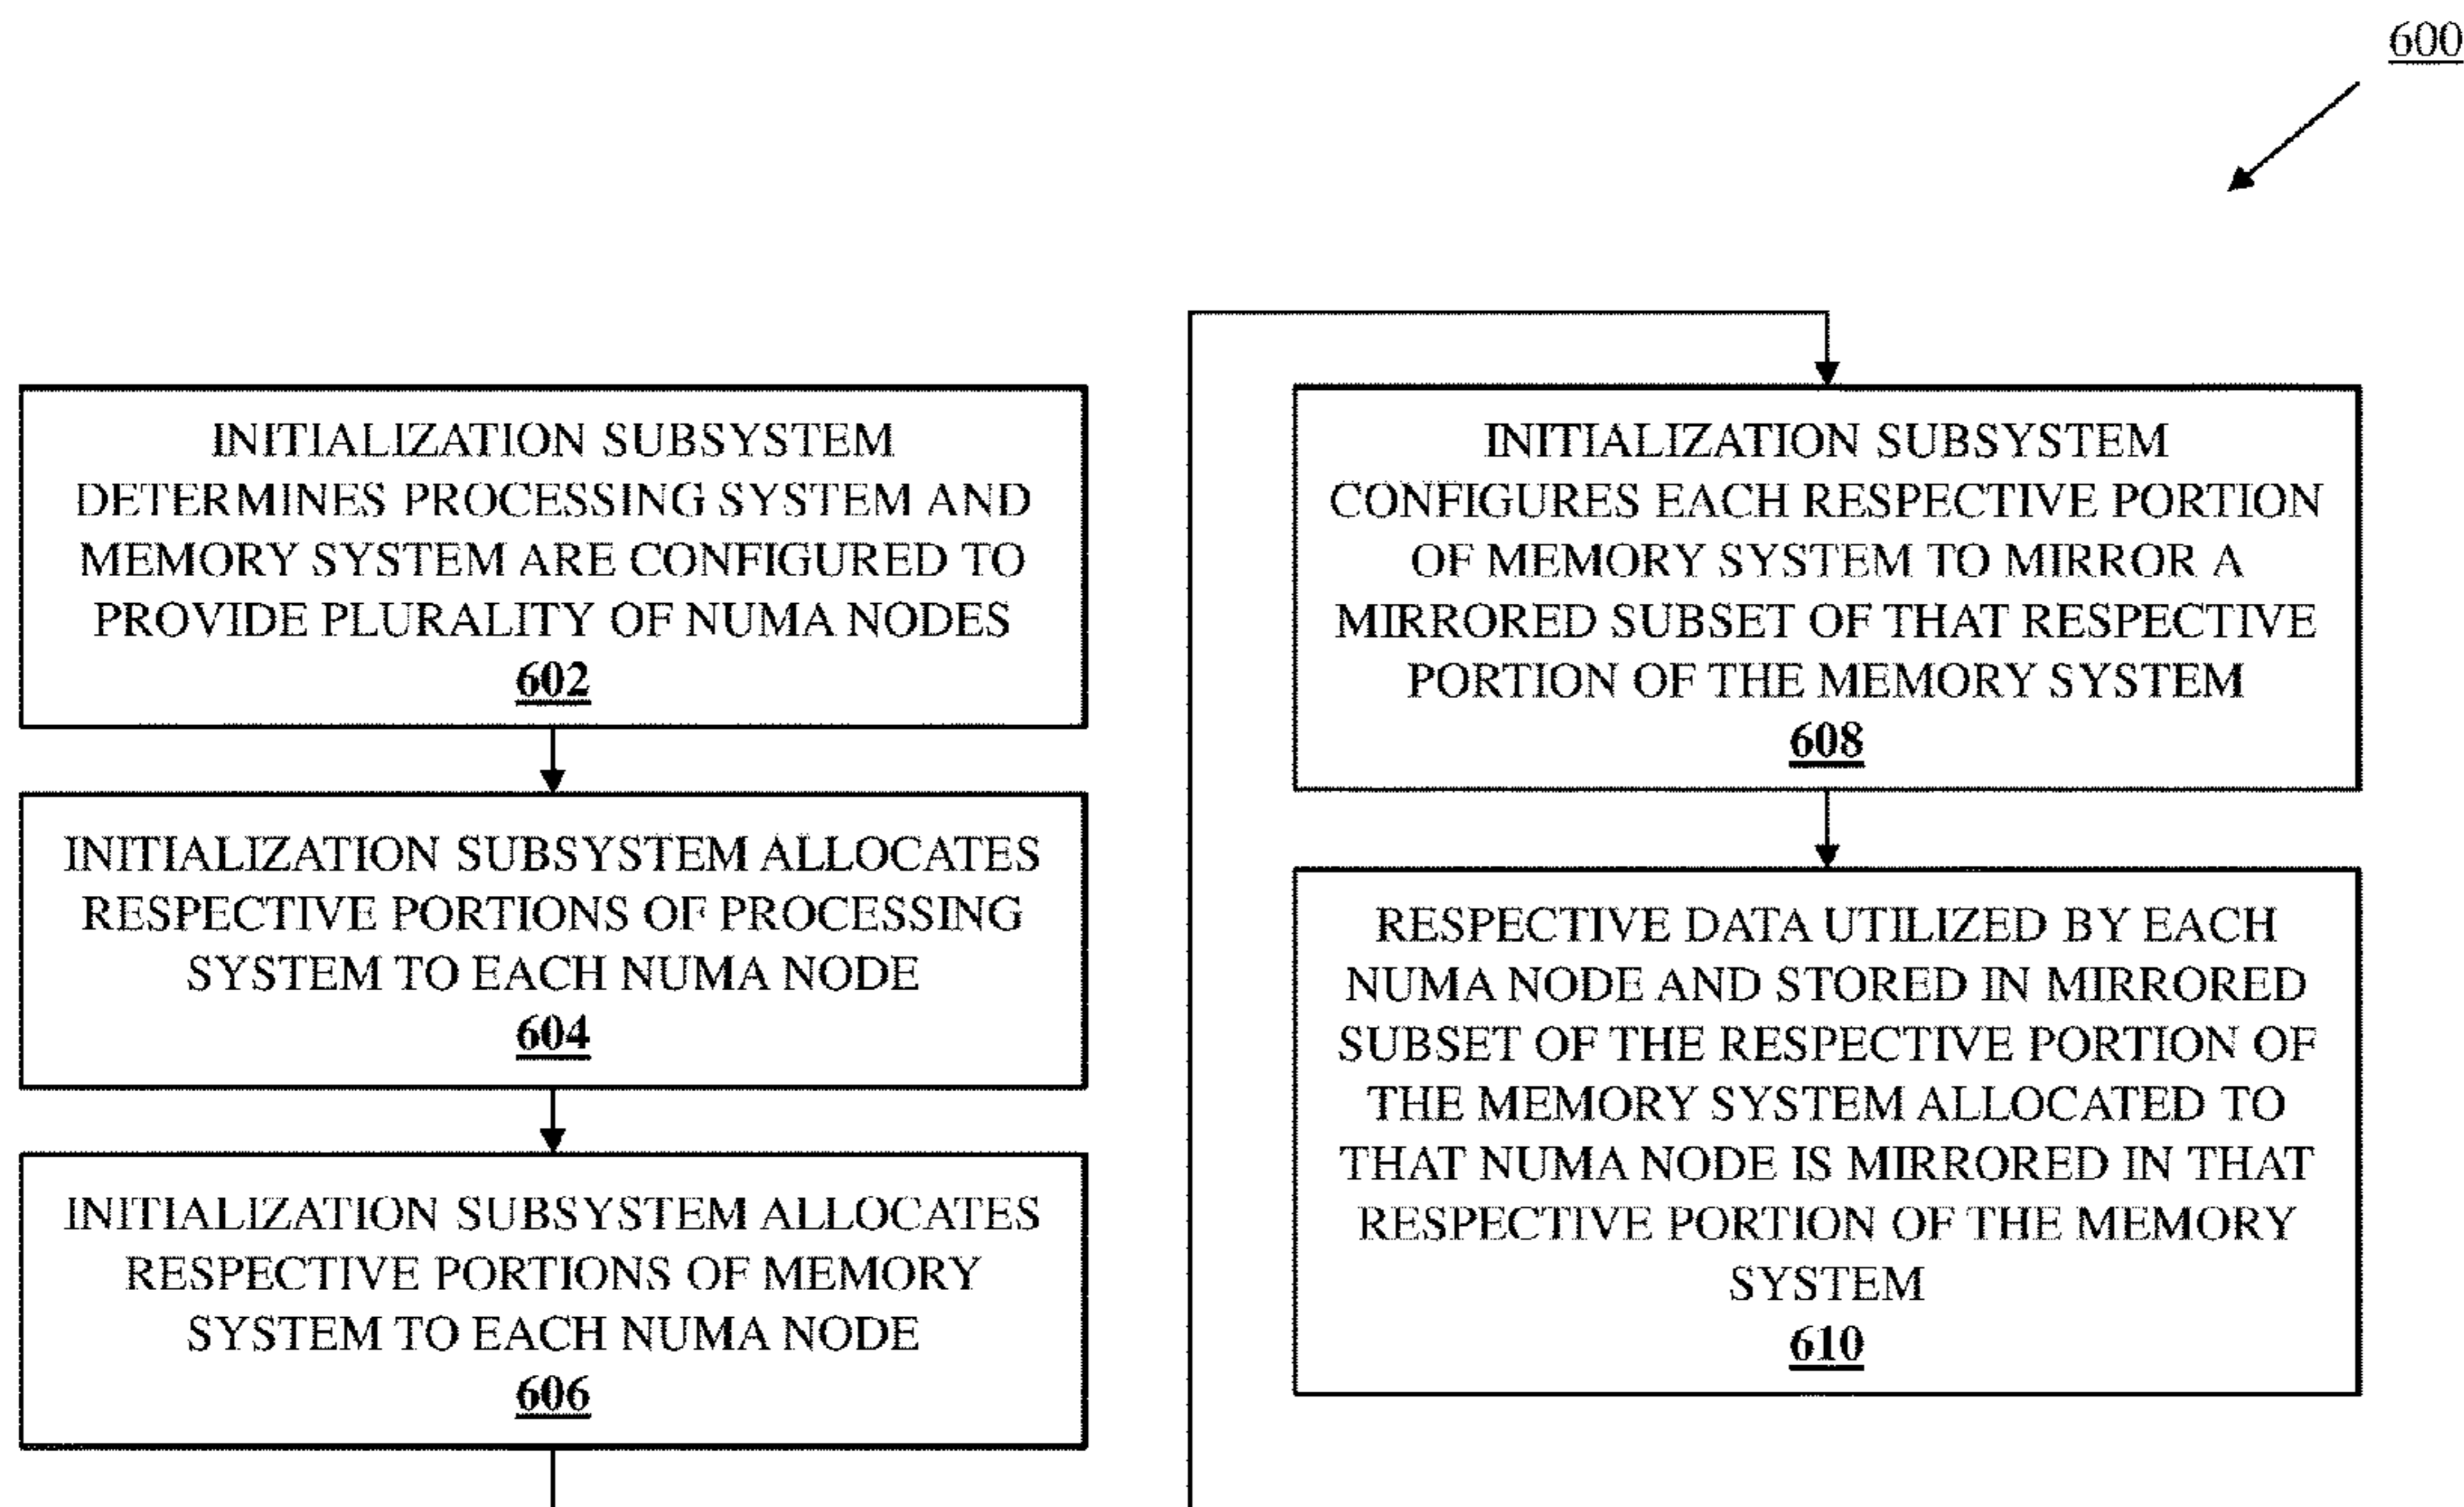 600
INITIALIZATION SUBSYSTEM
DETERMINES PROCESSING SYSTEM AND
MEMORY SYSTEM ARE CONFIGURED TO
PROVIDE PLURALITY OF NUMA NODES
602
INITIALIZATION SUBSYSTEM ALLOCATES
RESPECTIVE PORTIONS OF PROCESSING
SYSTEM TO EACH NUMA NODE
604
INITIALIZATION SUBSYSTEM ALLOCATES
RESPECTIVE PORTIONS OF MEMORY
SYSTEM TO EACH NUMA NODE
606
INITIALIZATION SUBSYSTEM
CONFIGURES EACH RESPECTIVE PORTION
OF MEMORY SYSTEM TO MIRROR A
MIRRORED SUBSET OF THAT RESPECTIVE
PORTION OF THE MEMORY SYSTEM
608
RESPECTIVE DATA UTILIZED BY EACH
NUMA NODE AND STORED IN MIRRORED
SUBSET OF THE RESPECTIVE PORTION OF
THE MEMORY SYSTEM ALLOCATED TO
THAT NUMA NODE IS MIRRORED IN THAT
RESPECTIVE PORTION OF THE MEMORY
SYSTEM
610